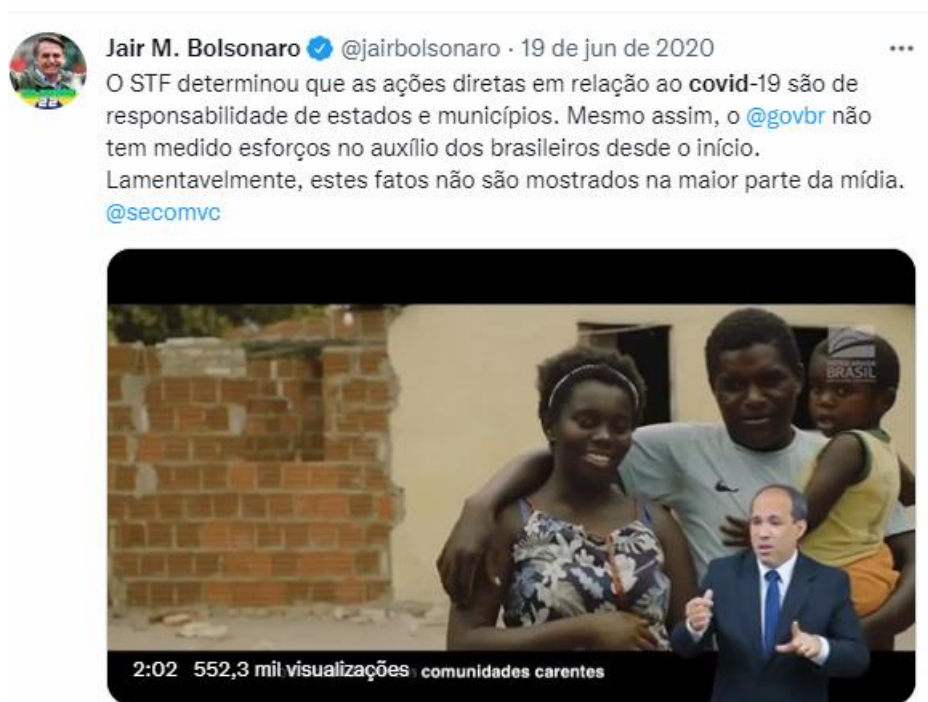 Jair M. Bolsonaro @jairbolsonaro · 19 de jun de 2020
O STF determinou que as ações diretas em relação ao covid-19 são de
responsabilidade de estados e municípios. Mesmo assim, o @govbr não
tem medido esforços no auxílio dos brasileiros desde o início.
Lamentavelmente, estes fatos não são mostrados na maior parte da mídia.
@secomvc
BRASIL
2:02 552,3 mil visualizações comunidades carentes